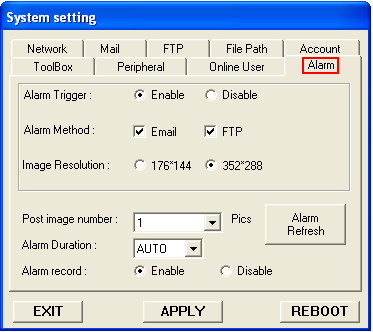 System setting
Network Mail FTP File Path Account
ToolBox Peripheral Online User Alarm
Alarm Trigger : Enable Disable
Alarm Method : Email FTP
Image Resolution : 176*144 352*288
Post image number : 1 Pics Alarm Refresh
Alarm Duration : AUTO
Alarm record : Enable Disable
EXIT APPLY REBOOT